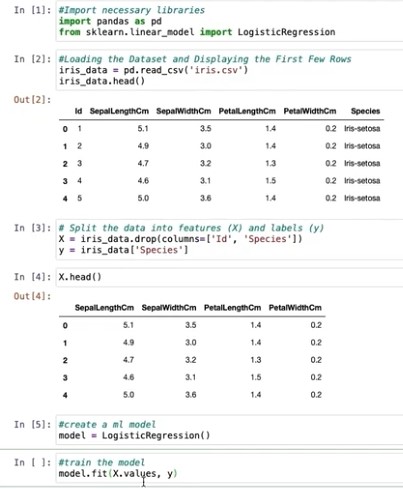 In [1]: #Import necessary libraries
import pandas as pd
from sklearn.linear_model import LogisticRegression
In [2]: #Loading the Dataset and Displaying the First Few Rows
iris_data = pd.read_csv('iris.csv')
iris_data.head()
Out[2]:
Id SepalLengthCm SepalWidthCm PetalLengthCm PetalWidthCm Species
0 1 5.1 3.5 1.4 0.2 Iris-setosa
1 2 4.9 3.0 1.4 0.2 Iris-setosa
2 3 4.7 3.2 1.3 0.2 Iris-setosa
3 4 4.6 3.1 1.5 0.2 Iris-setosa
4 5 5.0 3.6 1.4 0.2 Iris-setosa
In [3]: # Split the data into features (X) and labels (y)
X = iris_data.drop(columns=['Id', 'Species'])
y = iris_data['Species']
In [4]: X.head()
Out[4]:
SepalLengthCm SepalWidthCm PetalLengthCm PetalWidthCm
0 5.1 3.5 1.4 0.2
1 4.9 3.0 1.4 0.2
2 4.7 3.2 1.3 0.2
3 4.6 3.1 1.5 0.2
4 5.0 3.6 1.4 0.2
In [5]: #create a ml model
model = LogisticRegression()
In [ ]: #train the model
model.fit(X.values, y)